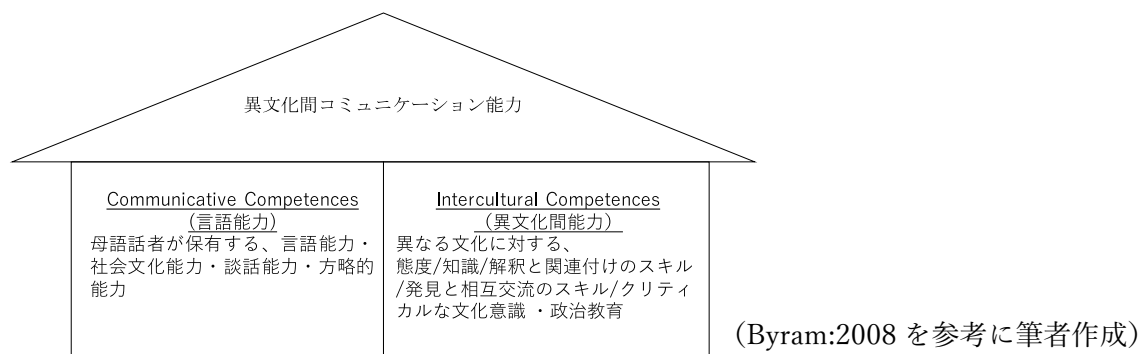 異文化間コミュニケーション能力
Communicative Competences
(言語能力)
母語話者が保有する、言語能力・
社会文化能力・談話能力・方略的
能力
Intercultural Competences
(異文化間能力)
異なる文化に対する、
態度/知識/解釈と関連付けのスキル
/発見と相互交流のスキル/クリティ
カルな文化意識 ・政治教育
(Byram:2008 を参考に筆者作成)